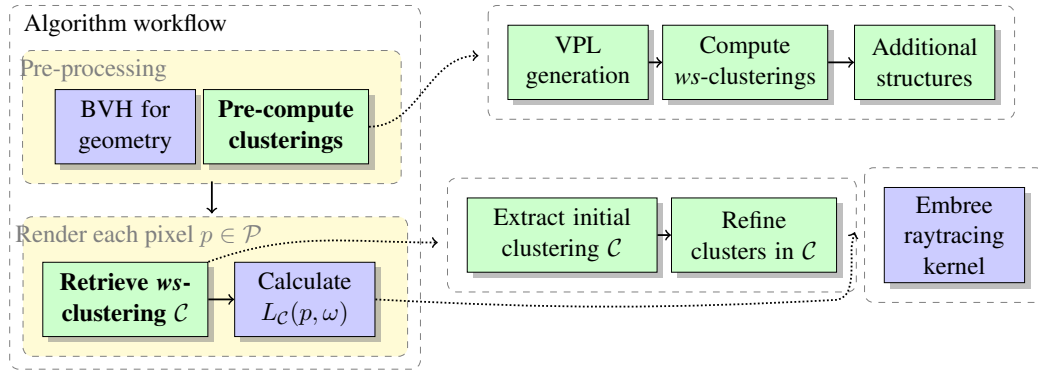 Algorithm workflow
Pre-processing
BVH for
geometry
Pre-compute
clusterings
VPL
generation
Compute
ws-clusterings
Additional
structures
Render each pixel p ∈ 𝒫
Retrieve ws-
clustering 𝒞
Calculate
L_𝒞(p, ω)
Extract initial
clustering 𝒞
Refine
clusters in 𝒞
Embree
raytracing
kernel